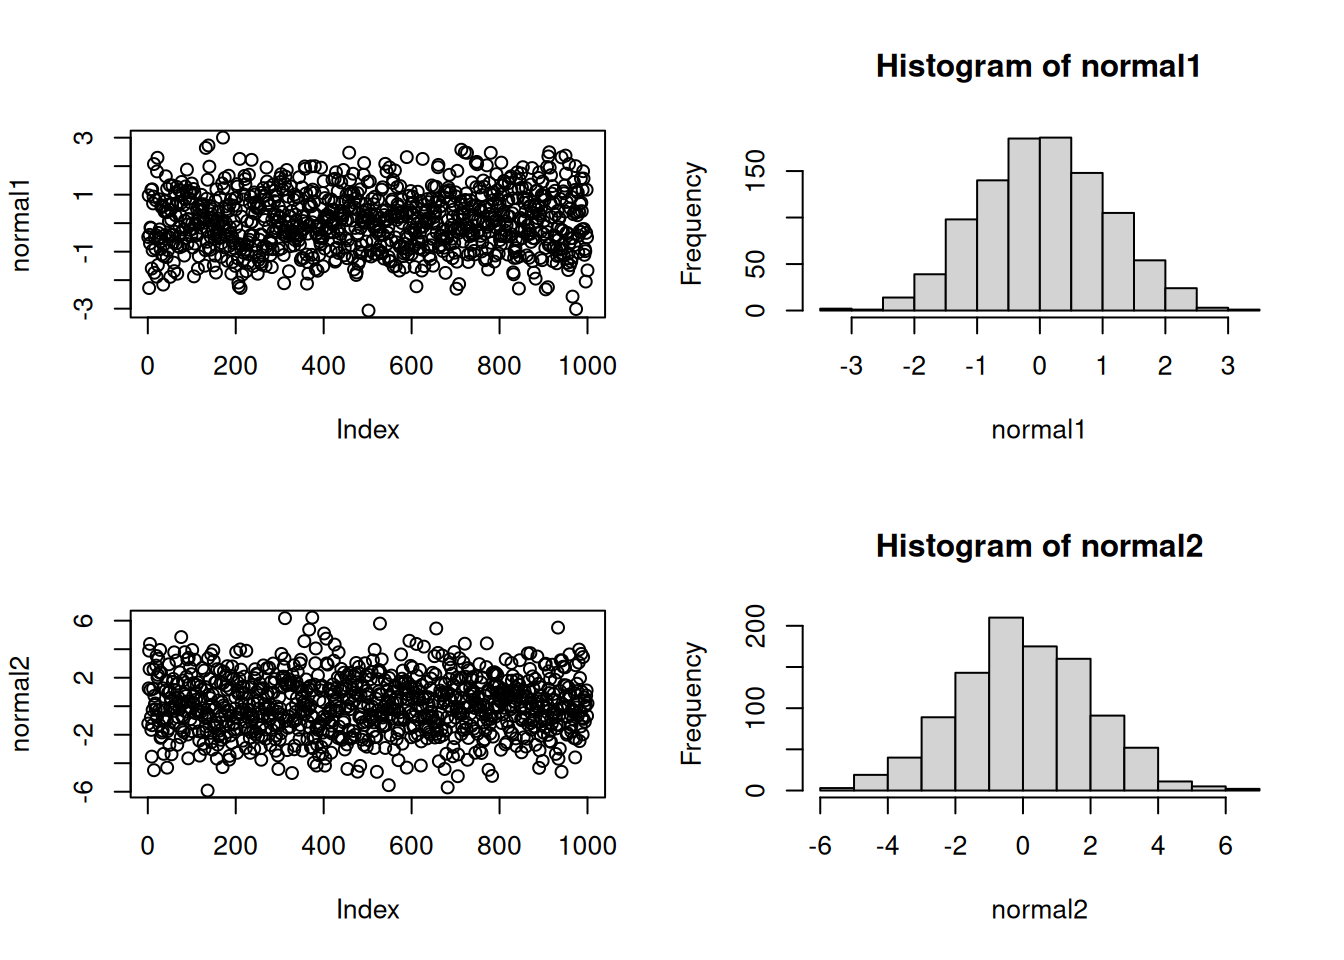 normal1
3
1
-1
-3
0 200 400 600 800 1000
Index
Histogram of normal1
Frequency
150
50
0
-3 -2 -1 0 1 2 3
normal1
normal2
6
2
-2
-6
0 200 400 600 800 1000
Index
Histogram of normal2
Frequency
200
100
0
-6 -4 -2 0 2 4 6
normal2